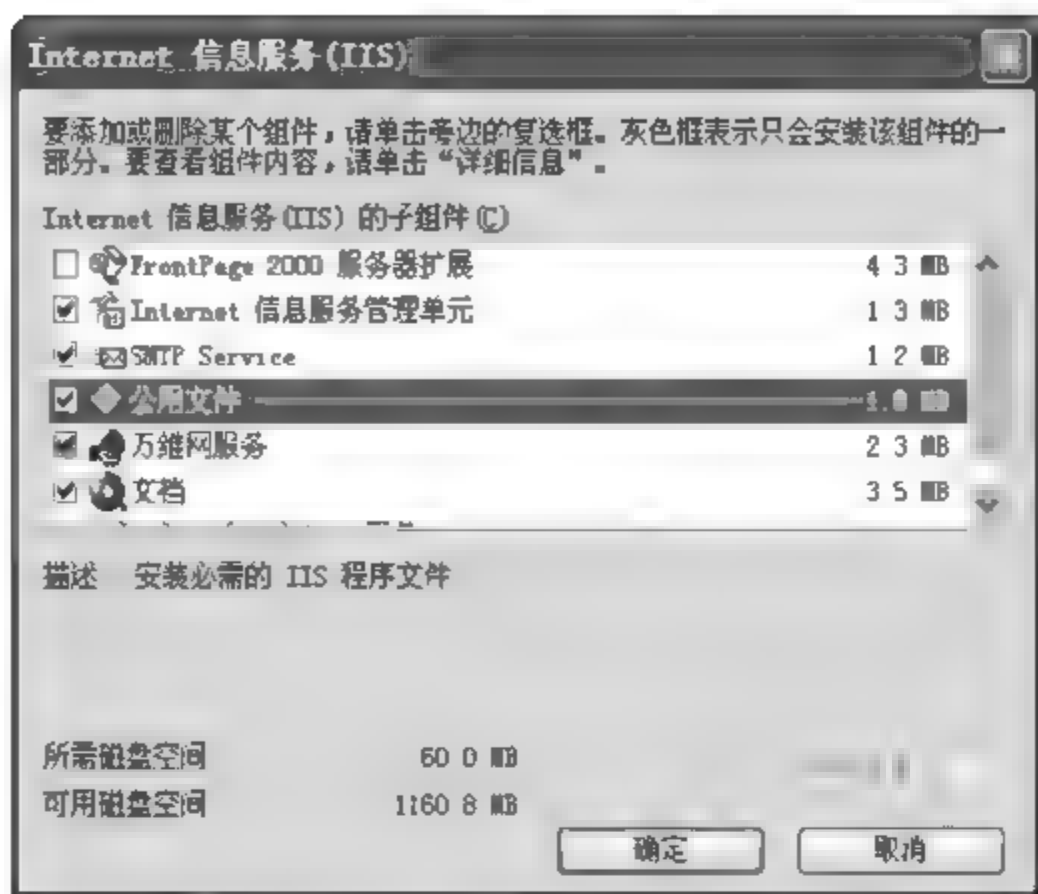 Internet 信息服务(IIS)
要添加或删除某个组件，请单击旁边的复选框。灰色框表示只会安装该组件的一
部分。要查看组件内容，请单击“详细信息”。
Internet 信息服务(IIS) 的子组件(C)
FrontPage 2000 服务器扩展 4 3 MB
Internet 信息服务管理单元 1 3 MB
SMTP Service 1 2 MB
公用文件 MB
万维网服务 2 3 MB
文档 3 5 MB
描述 安装必需的 IIS 程序文件
所需磁盘空间 60 0 MB
可用磁盘空间 1160 8 MB
确定 取消